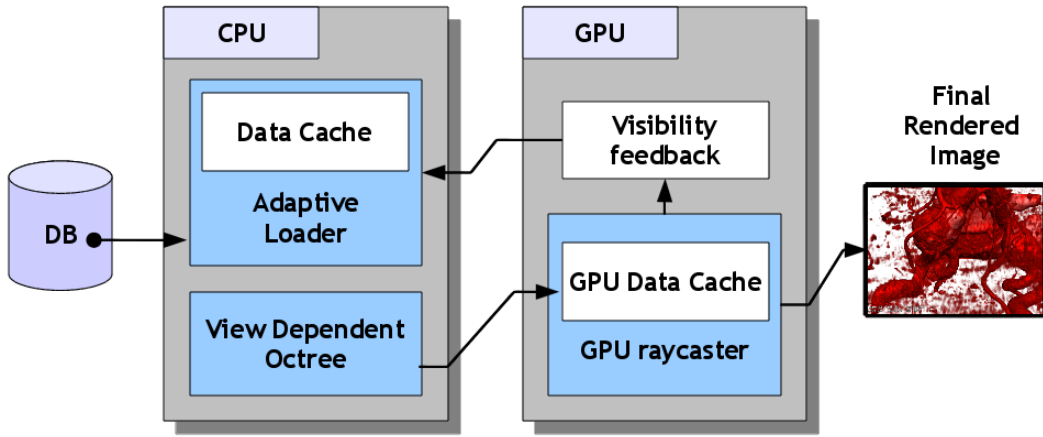 CPU
GPU
Data Cache
Adaptive
Loader
Visibility
feedback
Final
Rendered
Image
DB
View Dependent
Octree
GPU Data Cache
GPU raycaster